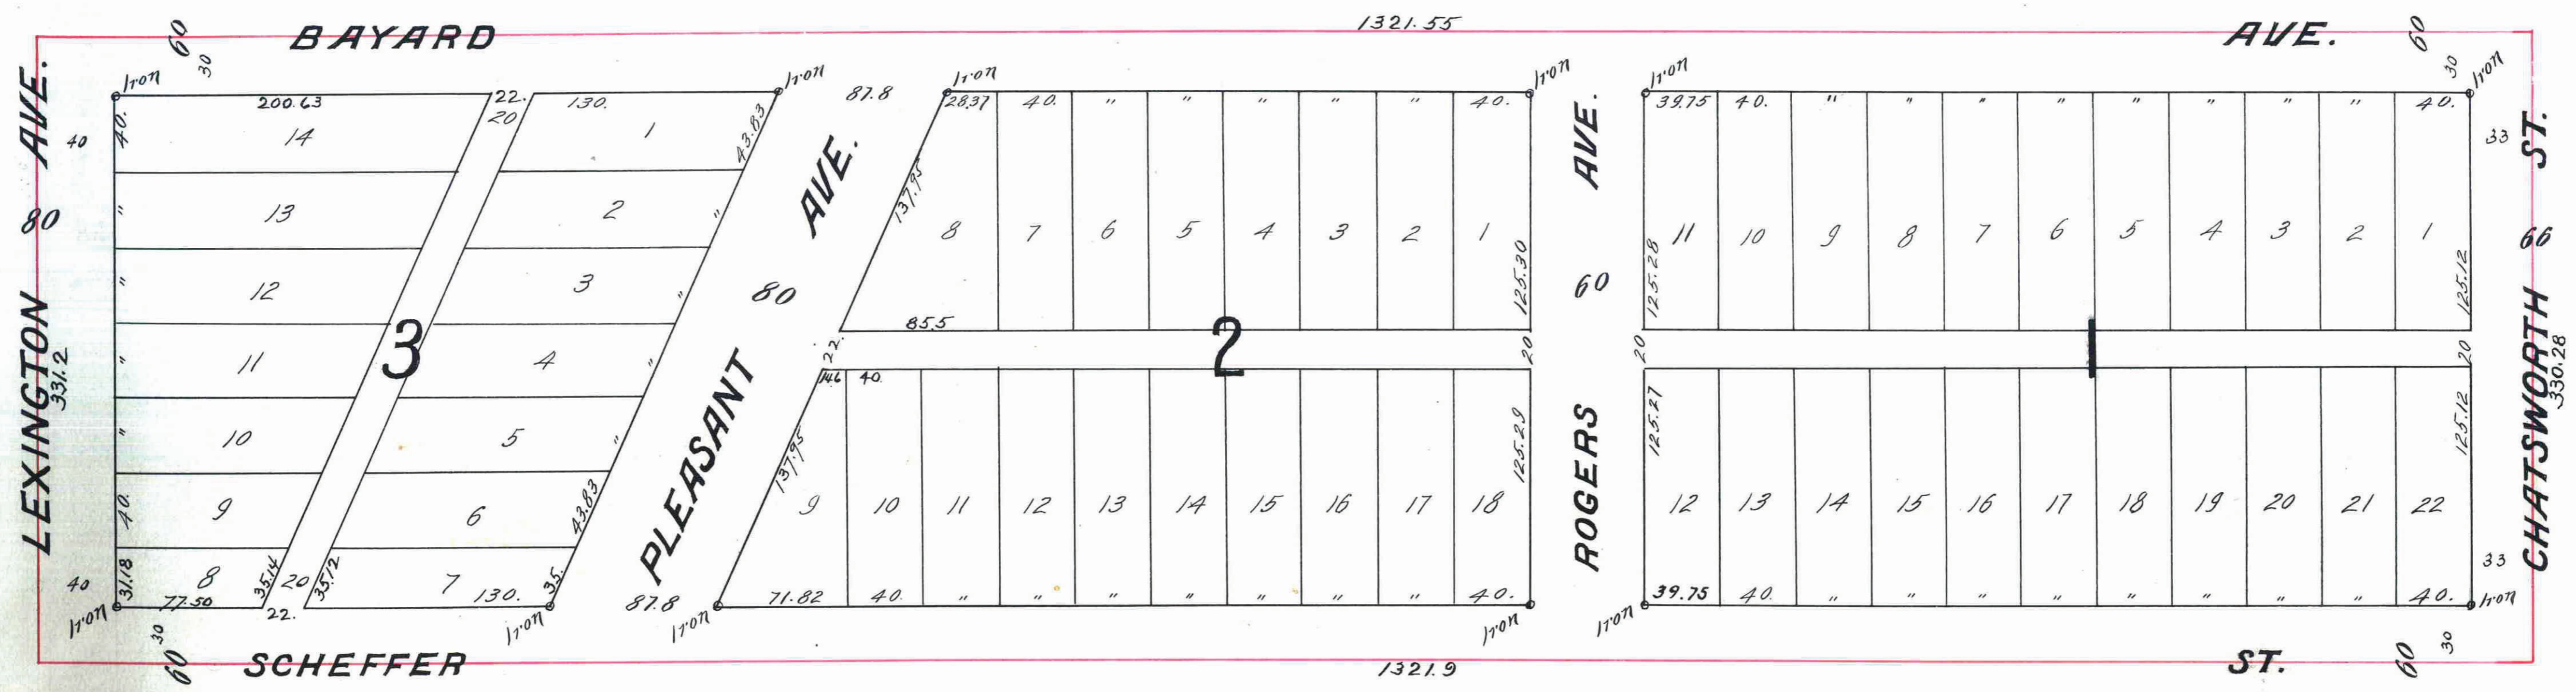 BAYARD AVE.
1321.55
60
30
60
30
LEXINGTON AVE.
331.2
80
40
40
Iron
200.63
22.
20
130.
Iron
87.8
Iron
28.37 40. " " " " " 40.
Iron
Iron
39.75 40. " " " " " " " " 40.
Iron
40.
"
"
"
"
40.
31.18
14
13
12
11
10
9
8
3
1
2
3
4
5
6
7
43.83
"
"
"
"
43.83
35.
35.14
20
35.12
77.50
22.
130.
Iron
Iron
87.8
PLEASANT AVE.
80
137.95
8 7 6 5 4 3 2 1
125.30
85.5
22.
2
20
14.6 40.
137.95
125.29
9 10 11 12 13 14 15 16 17 18
71.82 40. " " " " " " " 40.
Iron
Iron
ROGERS AVE.
60
125.28
11 10 9 8 7 6 5 4 3 2 1
125.12
20
1
20
125.27
125.12
12 13 14 15 16 17 18 19 20 21 22
39.75 40. " " " " " " " " 40.
Iron
Iron
CHATSWORTH ST.
330.28
66
33
33
SCHEFFER ST.
1321.9
60
30
60
30